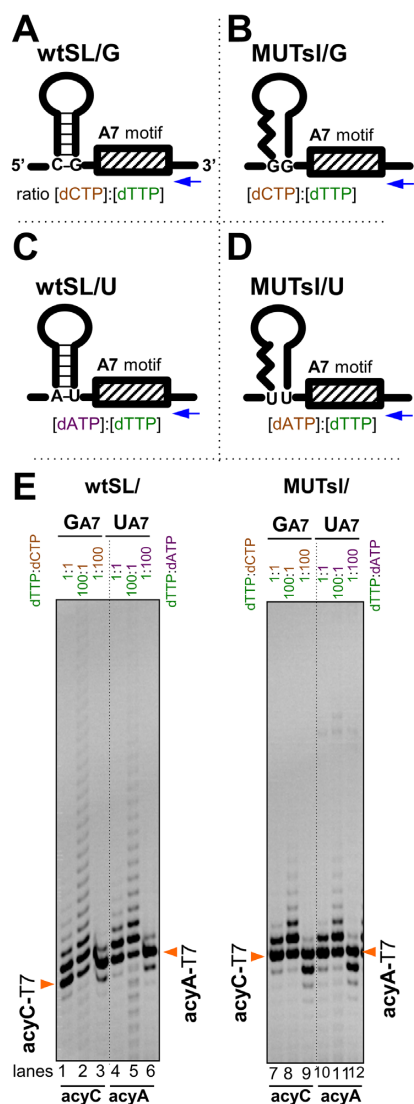 A
wtSL/G
A7 motif
5' C–G 3'
ratio [dCTP]:[dTTP]
B
MUTsl/G
A7 motif
GG
[dCTP]:[dTTP]
C
wtSL/U
A7 motif
A–U
[dATP]:[dTTP]
D
MUTsl/U
A7 motif
U U
[dATP]:[dTTP]
E
wtSL/
GA7 UA7
dTTP:dCTP
1:1
100:1
1:100
1:1
100:1
1:100
dTTP:dATP
acyC-T7
acyA-T7
lanes 1 2 3 4 5 6
acyC acyA
MUTsl/
GA7 UA7
dTTP:dCTP
1:1
100:1
1:100
1:1
100:1
1:100
dTTP:dATP
acyC-T7
acyA-T7
7 8 9 10 11 12
acyC acyA